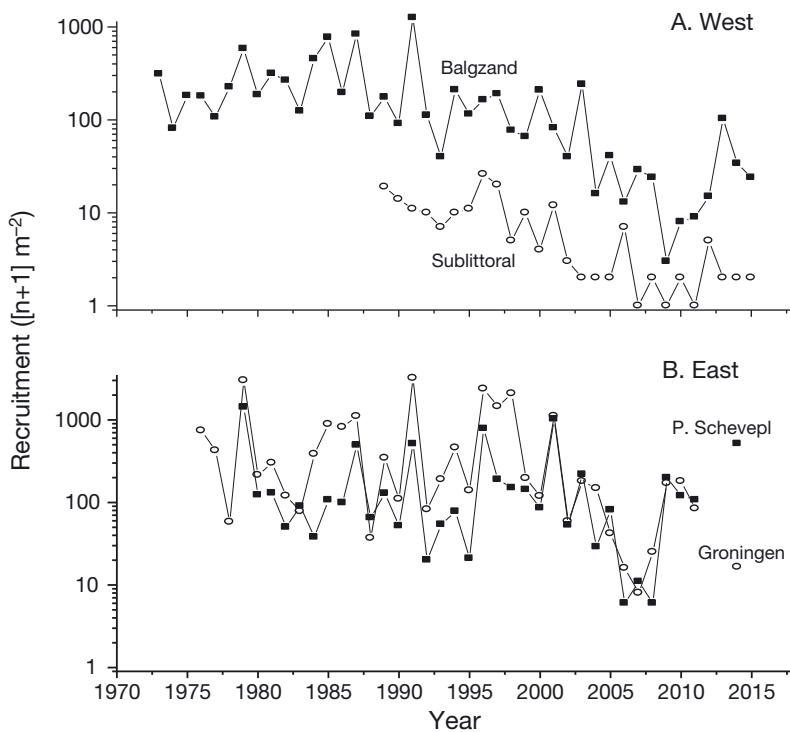 A. West
1000
100
10
1
Balgzand
Sublittoral
Recruitment ([n+1] m⁻²)
B. East
1000
100
10
1
P. Schevepl
Groningen
1970 1975 1980 1985 1990 1995 2000 2005 2010 2015
Year